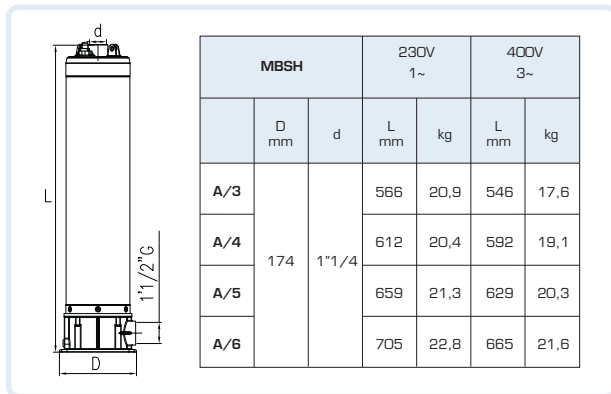 d
L
1'1/2"G
D
MBSH 230V 1~ 400V 3~
D mm d L mm kg L mm kg
A/3 566 20,9 546 17,6
A/4 612 20,4 592 19,1
174 1"1/4
A/5 659 21,3 629 20,3
A/6 705 22,8 665 21,6